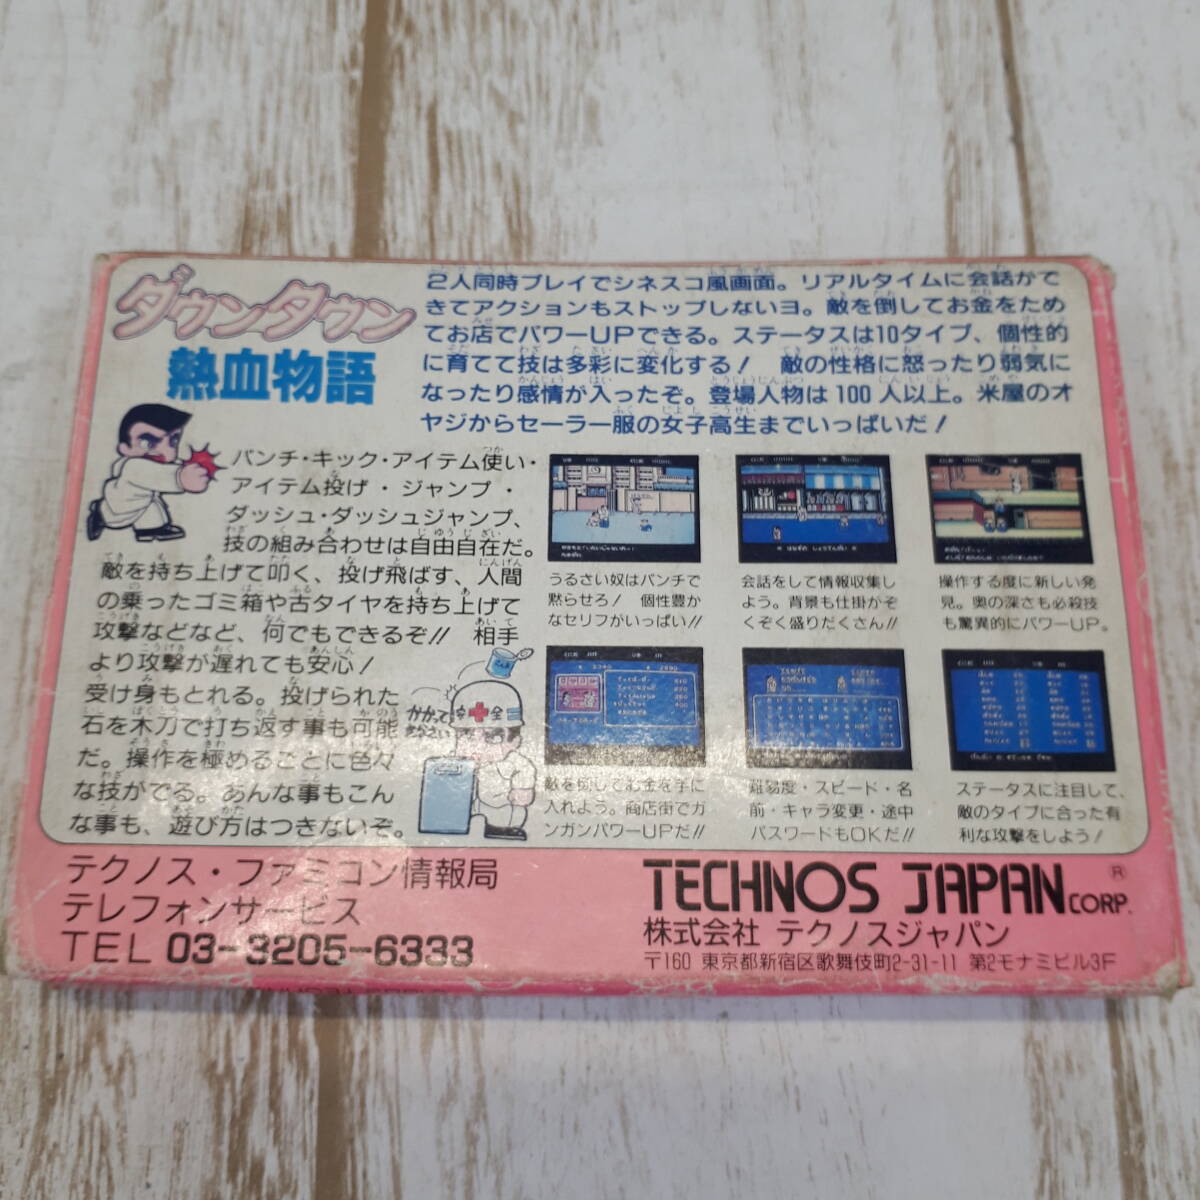 ダウンタウン
熱血物語
2人同時プレイでシネスコ風画面。リアルタイムに会話がで
きてアクションもストップしないヨ。敵を倒してお金をため
てお店でパワーUPできる。ステータスは10タイプ、個性的
に育てて技は多彩に変化する! 敵の性格に怒ったり弱気に
なったり感情が入ったぞ。登場人物は100人以上。米屋のオ
ヤジからセーラー服の女子高生までいっぱいだ!
パンチ・キック・アイテム使い・
アイテム投げ・ジャンプ・
ダッシュ・ダッシュジャンプ、
技の組み合わせは自由自在だ。
敵を持ち上げて叩く、投げ飛ばす、人間
の乗ったゴミ箱や古タイヤを持ち上げて
攻撃などなど、何でもできるぞ!! 相手
より攻撃が遅れても安心!
受け身もとれる。投げられた
石を木刀で打ち返す事も可能
だ。操作を極めるごとに色々
な技がでる。あんな事もこん
な事も、遊び方はつきないぞ。
かかって
きなさい
安全
うるさい奴はパンチで
黙らせろ! 個性豊か
なセリフがいっぱい!!
会話をして情報収集し
よう。背景も仕掛がぞ
くぞく盛りだくさん!!
操作する度に新しい発
見。奥の深さも必殺技
も驚異的にパワーUP。
敵を倒してお金を手に
入れよう。商店街でガ
ンガンパワーUPだ!!
難易度・スピード・名
前・キャラ変更・途中
パスワードもOKだ!!
ステータスに注目して、
敵のタイプに合った有
利な攻撃をしよう!
テクノス・ファミコン情報局
テレフォンサービス
TEL 03-3205-6333
TECHNOS JAPAN CORP. ®
株式会社 テクノスジャパン
〒160 東京都新宿区歌舞伎町2-31-11 第2モナミビル3F